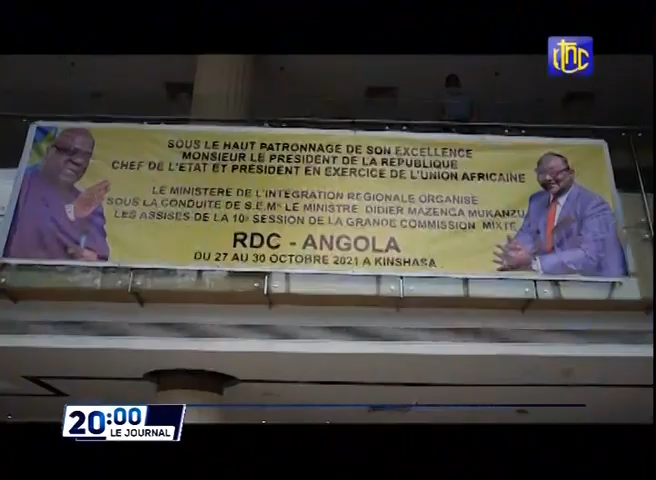 rtnc
SOUS LE HAUT PATRONNAGE DE SON EXCELLENCE
MONSIEUR LE PRESIDENT DE LA REPUBLIQUE
CHEF DE L'ETAT ET PRESIDENT EN EXERCICE DE L'UNION AFRICAINE
LE MINISTERE DE L'INTEGRATION REGIONALE ORGANISE
SOUS LA CONDUITE DE S.E.Mr LE MINISTRE DIDIER MAZENGA MUKANZU
LES ASSISES DE LA 10e SESSION DE LA GRANDE COMMISSION MIXTE
RDC - ANGOLA
DU 27 AU 30 OCTOBRE 2021 A KINSHASA
20:00
LE JOURNAL